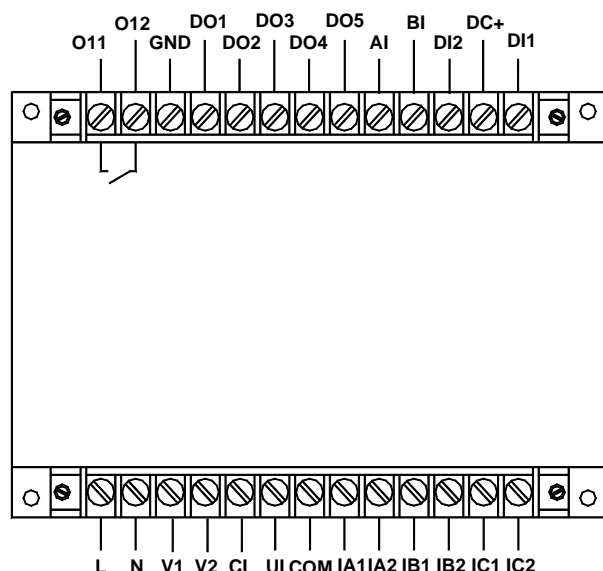 O11 O12 GND DO1 DO2 DO3 DO4 DO5 AI BI DI2 DC+ DI1
L N V1 V2 CI UI COM IA1 IA2 IB1 IB2 IC1 IC2